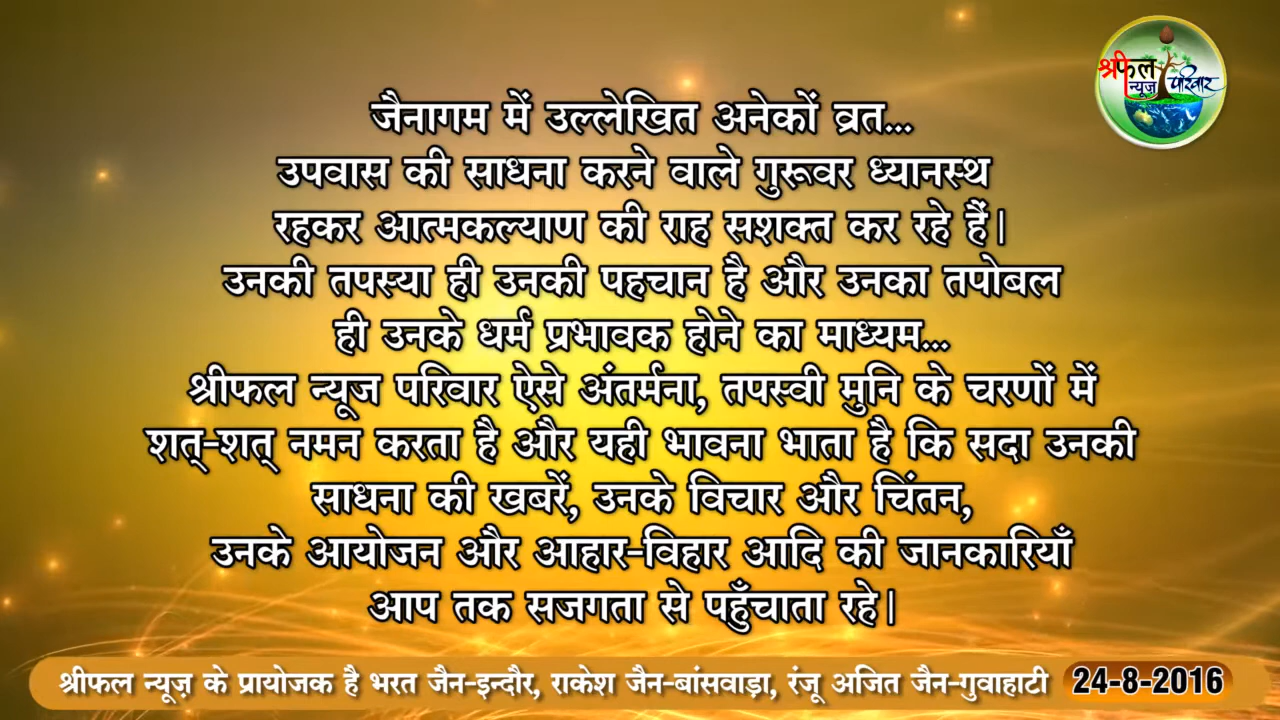 श्रीफल
न्यूज परिवार
जैनागम में उल्लेखित अनेकों व्रत...
उपवास की साधना करने वाले गुरूवर ध्यानस्थ
रहकर आत्मकल्याण की राह सशक्त कर रहे हैं|
उनकी तपस्या ही उनकी पहचान है और उनका तपोबल
ही उनके धर्म प्रभावक होने का माध्यम...
श्रीफल न्यूज परिवार ऐसे अंतर्मना, तपस्वी मुनि के चरणों में
शत्-शत् नमन करता है और यही भावना भाता है कि सदा उनकी
साधना की खबरें, उनके विचार और चिंतन,
उनके आयोजन और आहार-विहार आदि की जानकारियाँ
आप तक सजगता से पहुँचाता रहे|
श्रीफल न्यूज़ के प्रायोजक है भरत जैन-इन्दौर, राकेश जैन-बांसवाड़ा, रंजू अजित जैन-गुवाहाटी 24-8-2016